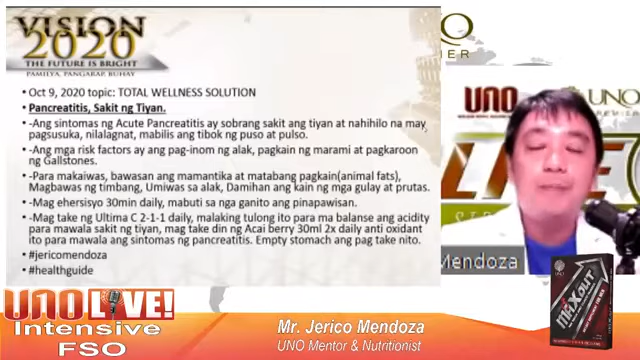 VISION
2020
THE FUTURE IS BRIGHT
PAMILYA, PANGARAP, BUHAY
• Oct 9, 2020 topic: TOTAL WELLNESS SOLUTION
• Pancreatitis, Sakit ng Tiyan.
• -Ang sintomas ng Acute Pancreatitis ay sobrang sakit ang tiyan at nahihilo na may
pagsusuka, nilalagnat, mabilis ang tibok ng puso at pulso.
• -Ang mga risk factors ay ang pag-inom ng alak, pagkain ng marami at pagkaroon
ng Gallstones.
• -Para makaiwas, bawasan ang mamantika at matabang pagkain(animal fats),
Magbawas ng timbang, Umiwas sa alak, Damihan ang kain ng mga gulay at prutas.
• -Mag ehersisyo 30min daily, mabuti sa mga ganito ang pinapawisan.
• -Mag take ng Ultima C 2-1-1 daily, malaking tulong ito para ma balanse ang acidity
para mawala sakit ng tiyan, mag take din ng Acai berry 30ml 2x daily anti oxidant
ito para mawala ang sintomas ng pancreatitis. Empty stomach ang pag take nito.
• #jericomendoza
• #healthguide
UNO
UNO
PREMIER
Mendoza
MAXOUT
UNO LIVE!
Intensive
FSO
Mr. Jerico Mendoza
UNO Mentor & Nutritionist